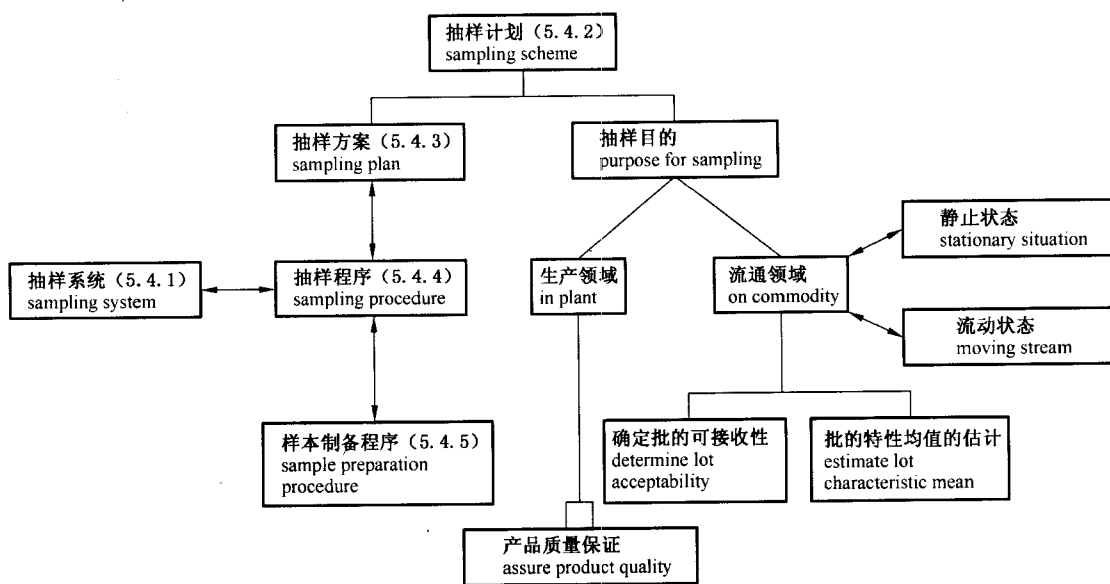 抽样计划（5.4.2）
sampling scheme
抽样方案（5.4.3）
sampling plan
抽样目的
purpose for sampling
静止状态
stationary situation
抽样系统（5.4.1）
sampling system
抽样程序（5.4.4）
sampling procedure
生产领域
in plant
流通领域
on commodity
流动状态
moving stream
样本制备程序（5.4.5）
sample preparation
procedure
确定批的可接收性
determine lot
acceptability
批的特性均值的估计
estimate lot
characteristic mean
产品质量保证
assure product quality